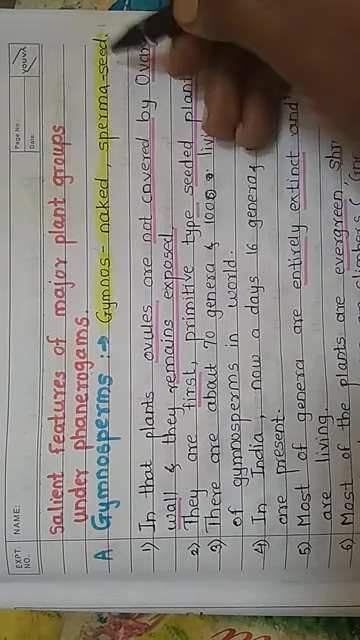 EXPT. NO.
NAME:
Page No.:
Date:
YOUVA
Salient features of major plant groups
under phanerogams.
A Gymnosperms :→ Gymnos - naked, sperma-seed.
1) In that plants ovules are not covered by Ovary
wall & they remains exposed.
2) They are first, primitive type seeded plant
3) There are about 70 genera & 1000
of gymnosperms in world.
4) In India, now a days 16 genera
are present.
5) Most of genera are entirely extinct and
are living.
6) Most of the plants are evergreen